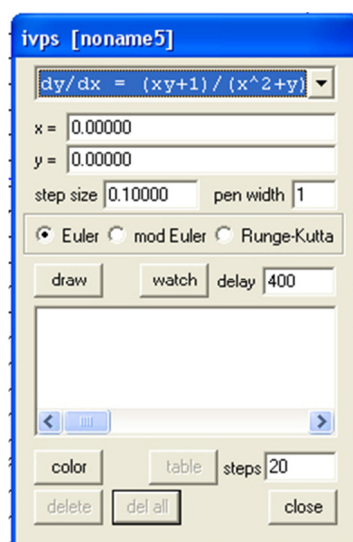 ivps [noname5]
dy/dx = (xy+1)/(x^2+y)
x = 0.00000
y = 0.00000
step size 0.10000 pen width 1
Euler mod Euler Runge-Kutta
draw watch delay 400
color table steps 20
delete del all close